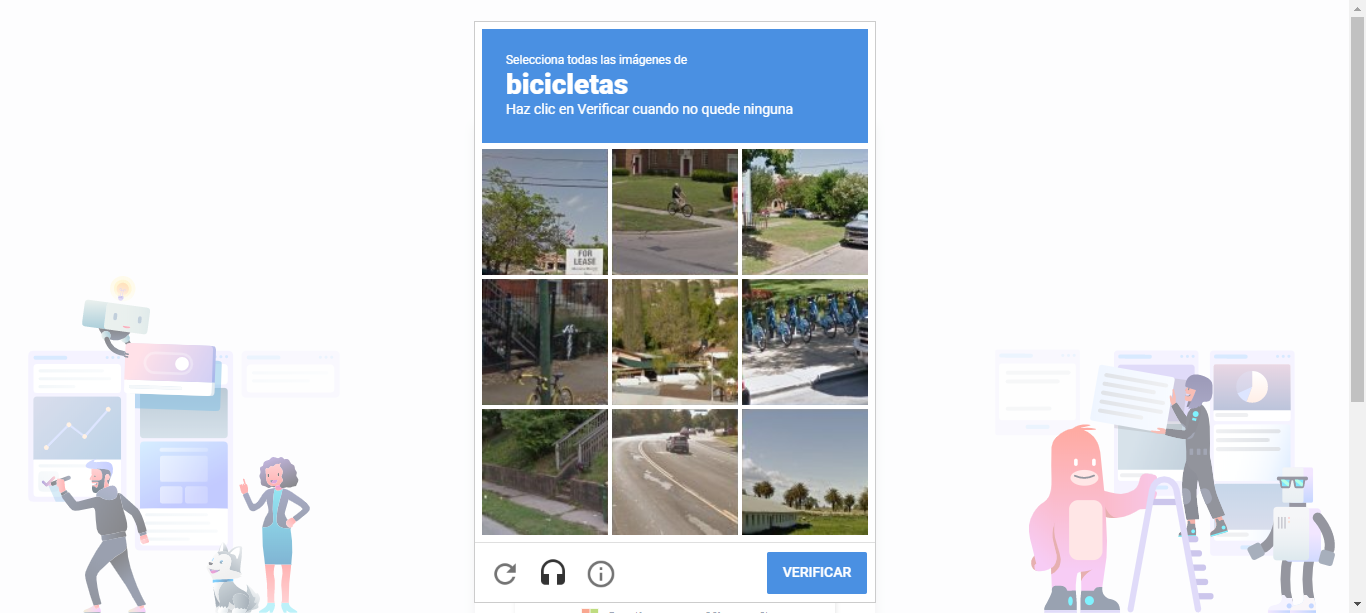 Selecciona todas las imágenes de
bicicletas
Haz clic en Verificar cuando no quede ninguna
FOR
LEASE
VERIFICAR